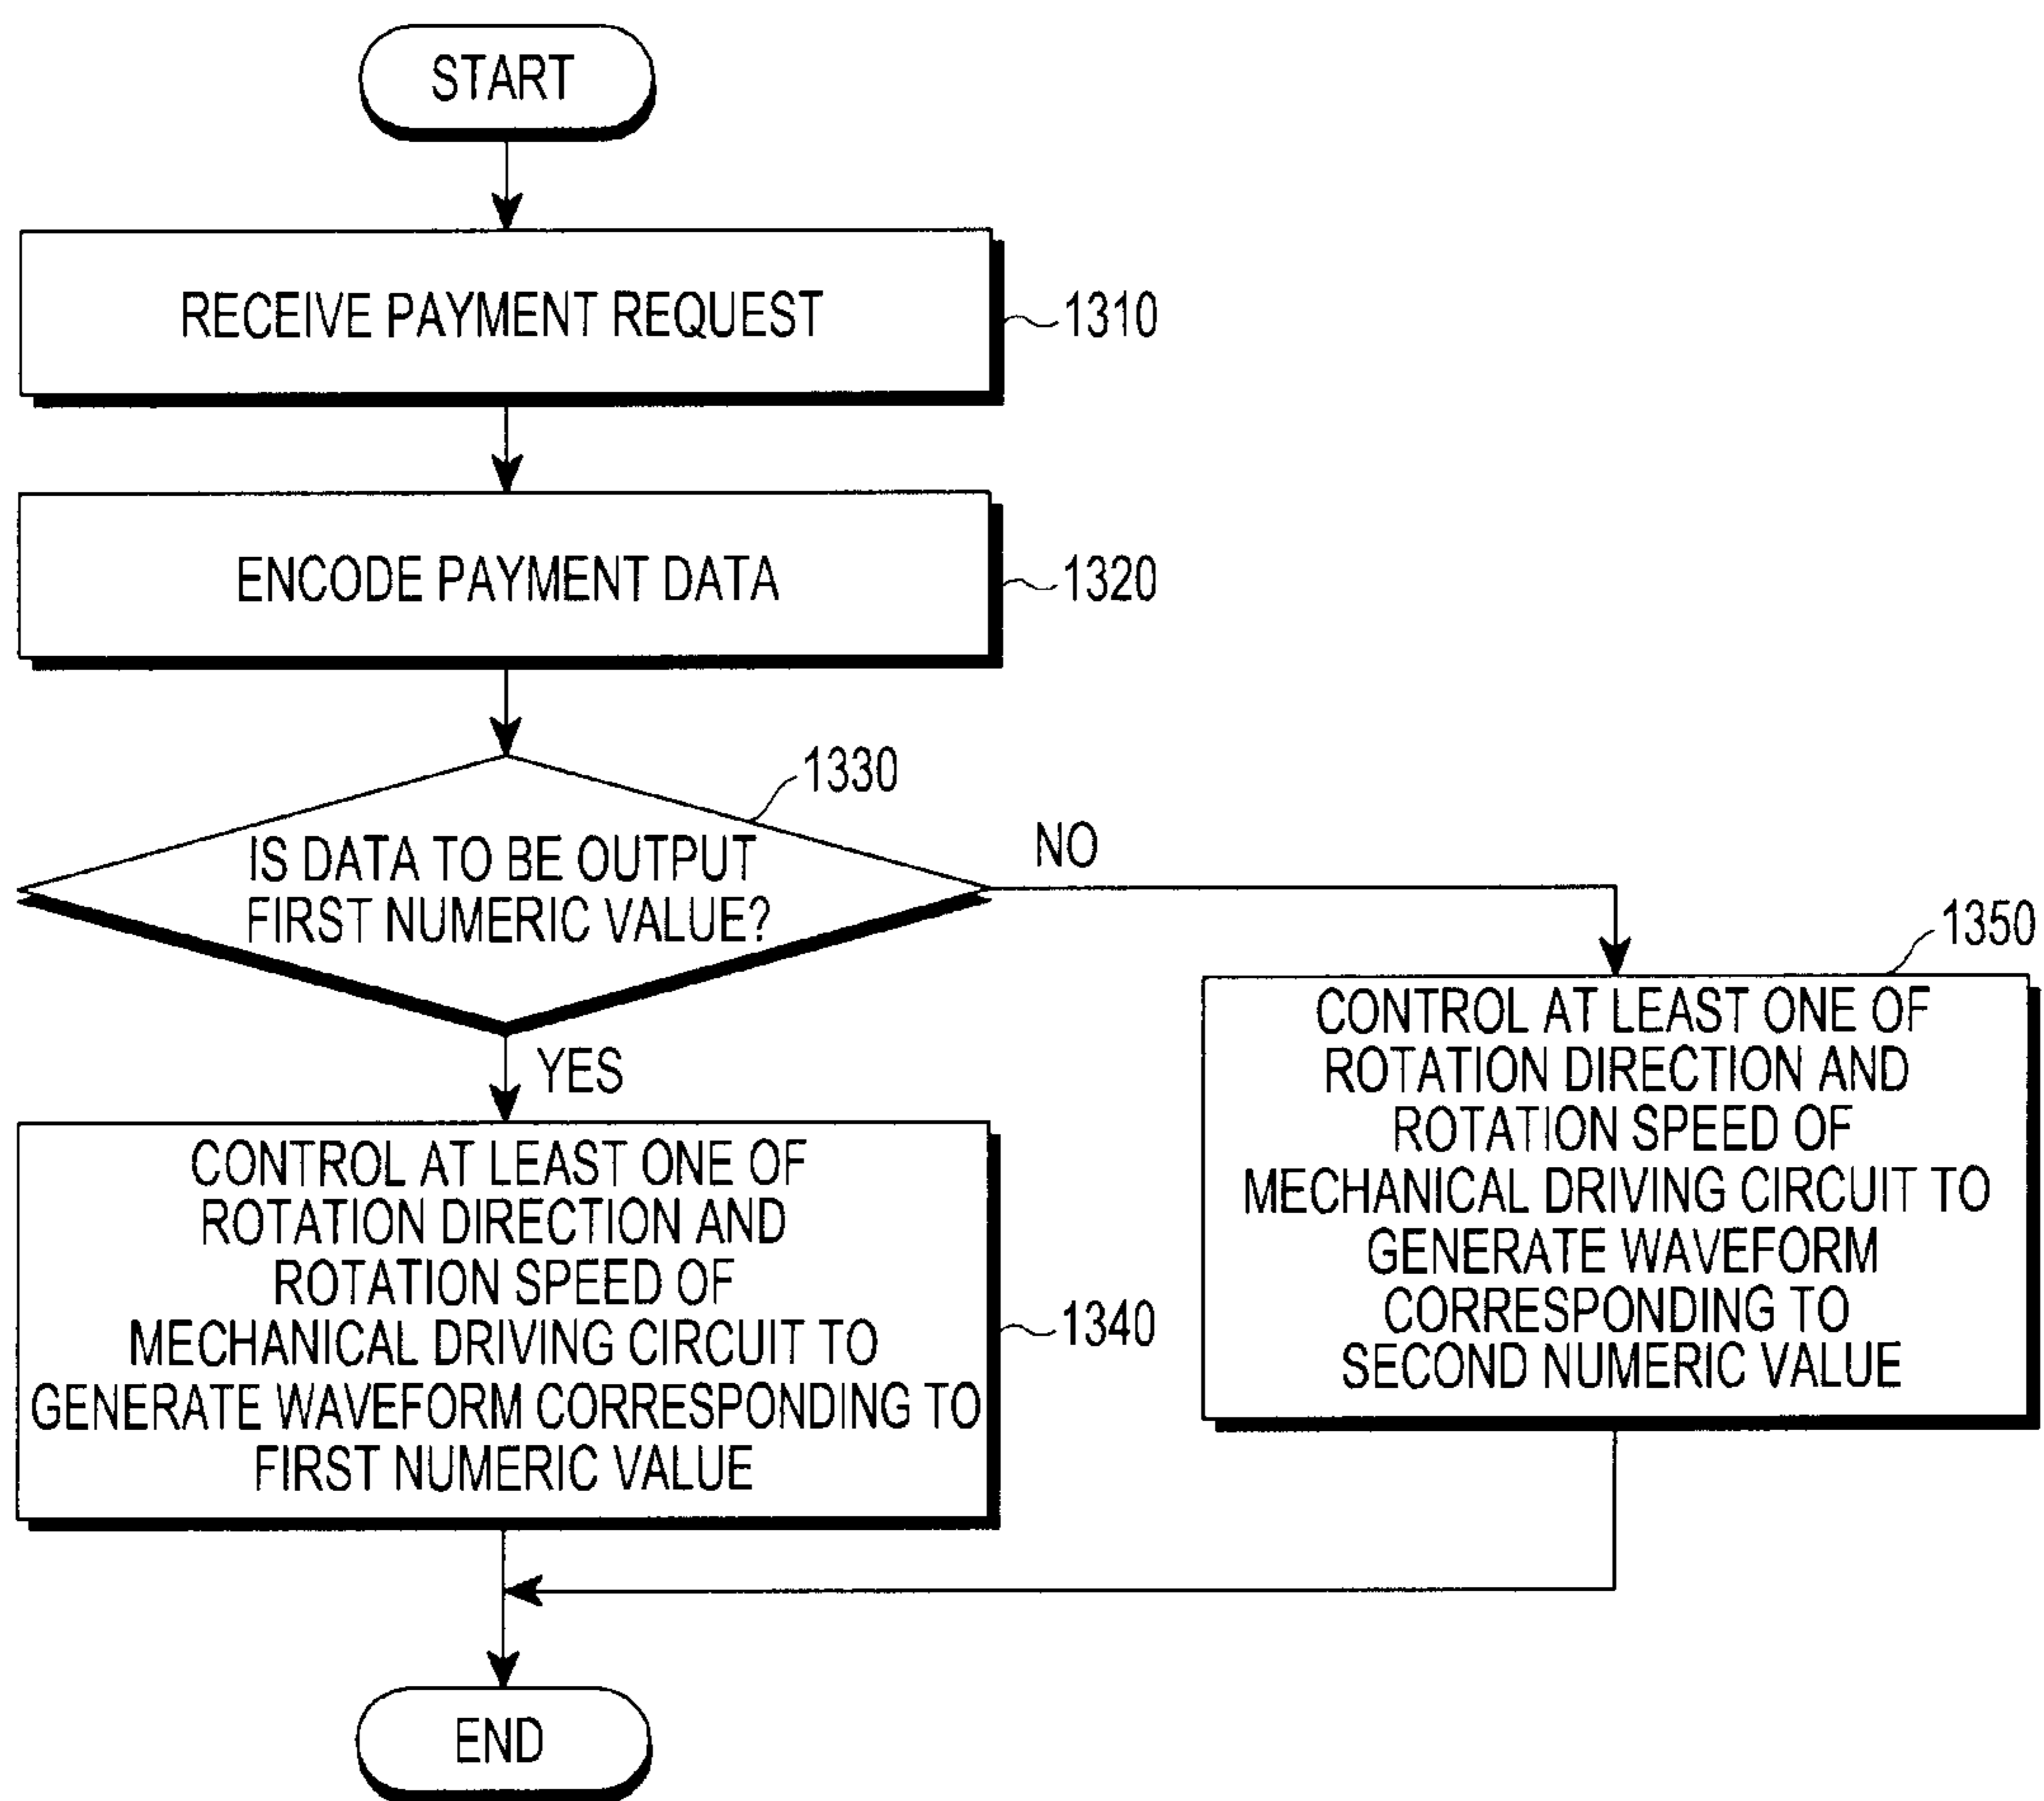 START
RECEIVE PAYMENT REQUEST
1310
ENCODE PAYMENT DATA
1320
1330
IS DATA TO BE OUTPUT
FIRST NUMERIC VALUE?
NO
YES
1350
CONTROL AT LEAST ONE OF
ROTATION DIRECTION AND
ROTATION SPEED OF
MECHANICAL DRIVING CIRCUIT TO
GENERATE WAVEFORM
CORRESPONDING TO
SECOND NUMERIC VALUE
CONTROL AT LEAST ONE OF
ROTATION DIRECTION AND
ROTATION SPEED OF
MECHANICAL DRIVING CIRCUIT TO
GENERATE WAVEFORM CORRESPONDING TO
FIRST NUMERIC VALUE
1340
END